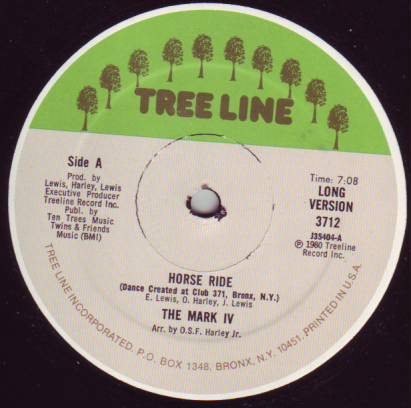 TREE LINE
Side A
Prod. by
Lewis, Harley, Lewis
Executive Producer
Treeline Record Inc.
Publ. by
Ten Trees Music
Twins & Friends
Music (BMI)
Time: 7:08
LONG
VERSION
3712
J35404-A
℗ 1980 Treeline
Record Inc.
HORSE RIDE
(Dance Created at Club 371, Bronx, N.Y.)
E. Lewis, O. Harley, J. Lewis
THE MARK IV
Arr. by O.S.F. Harley Jr.
TREE LINE INCORPORATED. P.O. BOX 1348, BRONX, N.Y. 10451. PRINTED IN U.S.A.